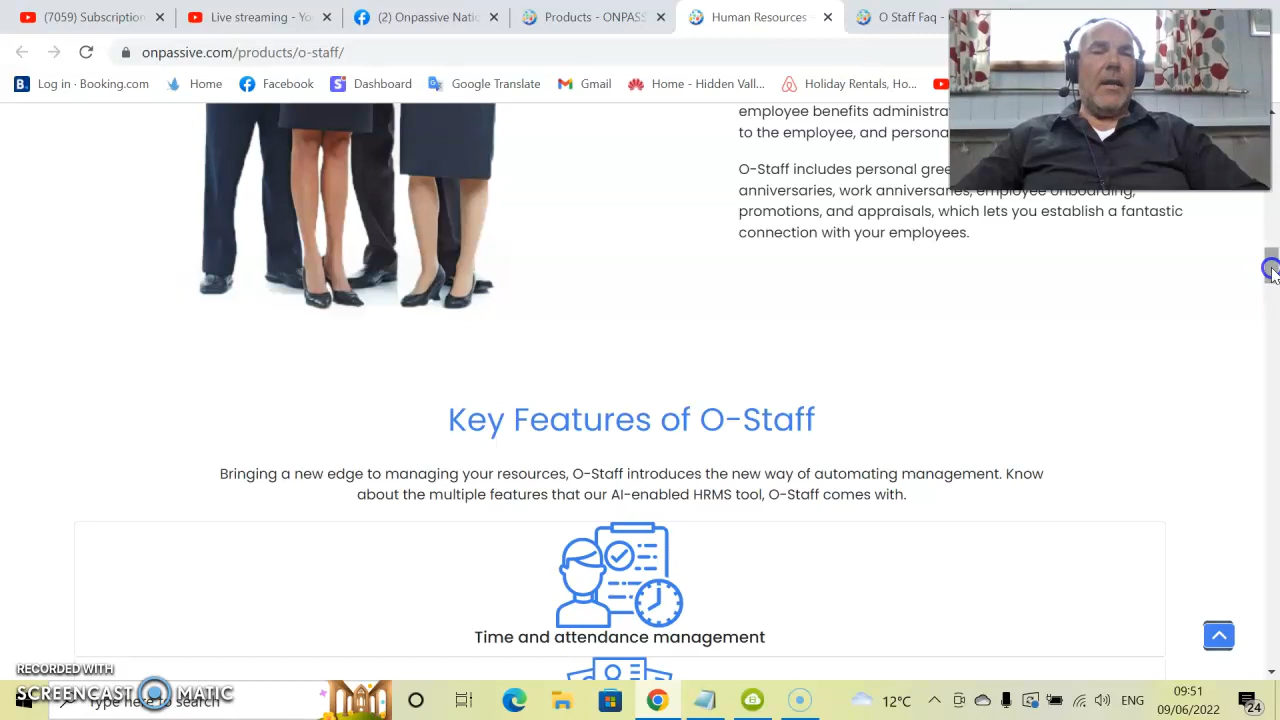 (7059) Subscription
Live streaming - Yo
(2) Onpassive Nati
Products - ONPASS
Human Resources
O Staff Faq -
onpassive.com/products/o-staff/
Log in · Booking.com
Home
Facebook
Dashboard
Google Translate
Gmail
Home - Hidden Vall...
Holiday Rentals, Ho...
employee benefits administra
to the employee, and persona
O-Staff includes personal gree
anniversaries, work anniversaries, employee onboarding,
promotions, and appraisals, which lets you establish a fantastic
connection with your employees.
Key Features of O-Staff
Bringing a new edge to managing your resources, O-Staff introduces the new way of automating management. Know
about the multiple features that our AI-enabled HRMS tool, O-Staff comes with.
Time and attendance management
RECORDED WITH
SCREENCAST MATIC
Type here to search
12°C
ENG
09:51
09/06/2022
24